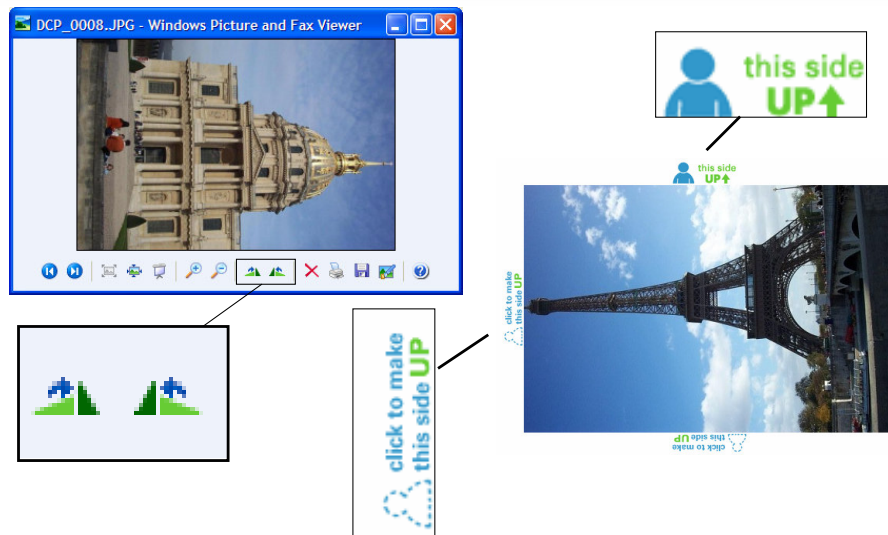 DCP_0008.JPG - Windows Picture and Fax Viewer
this side
UP
this side
UP
click to make
this side UP
click to make
this side UP
click to make
this side UP